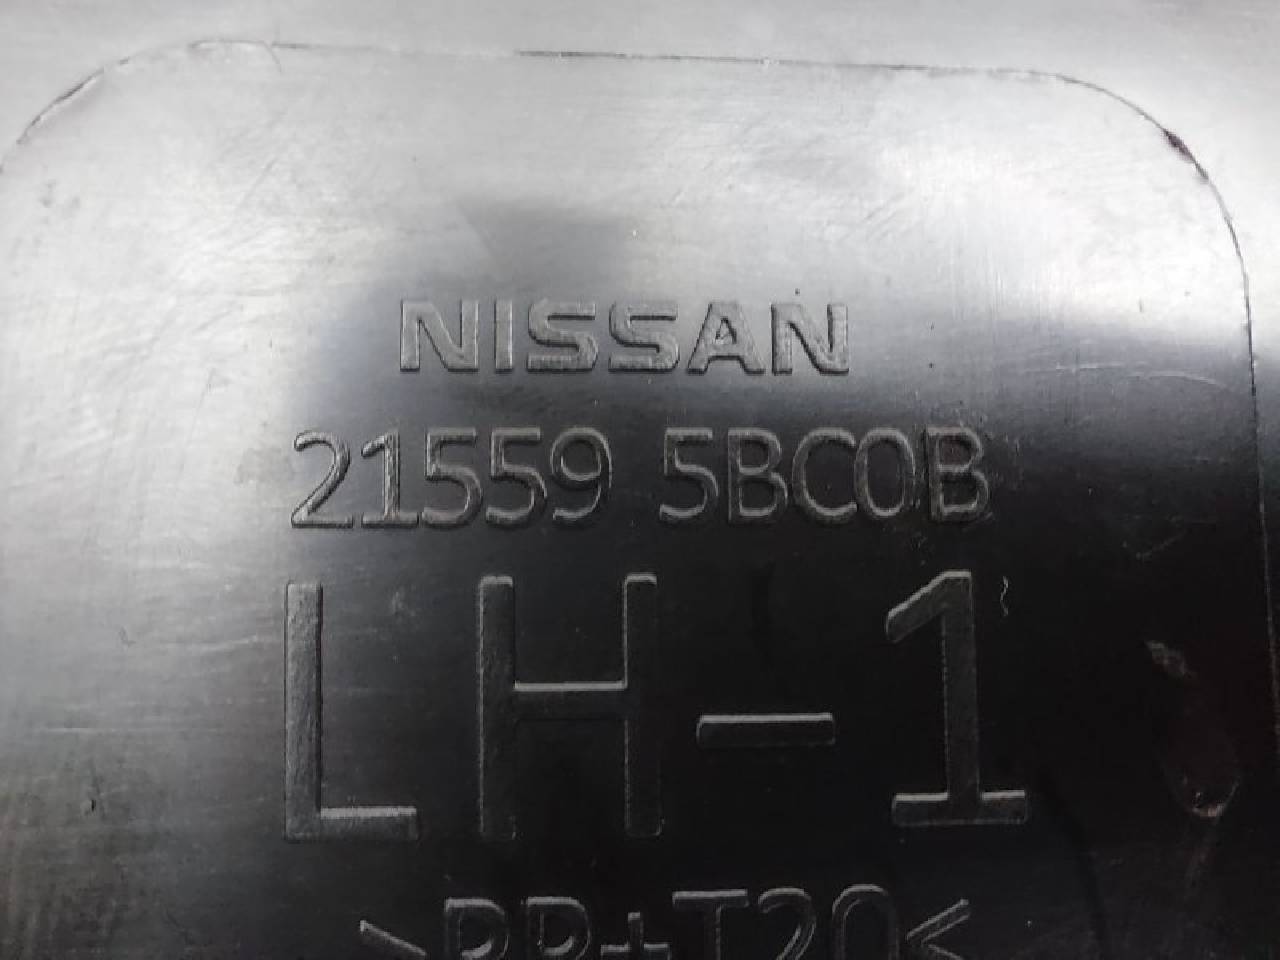 NISSAN
21559 5BC0B
LH-1
>PP+T20<